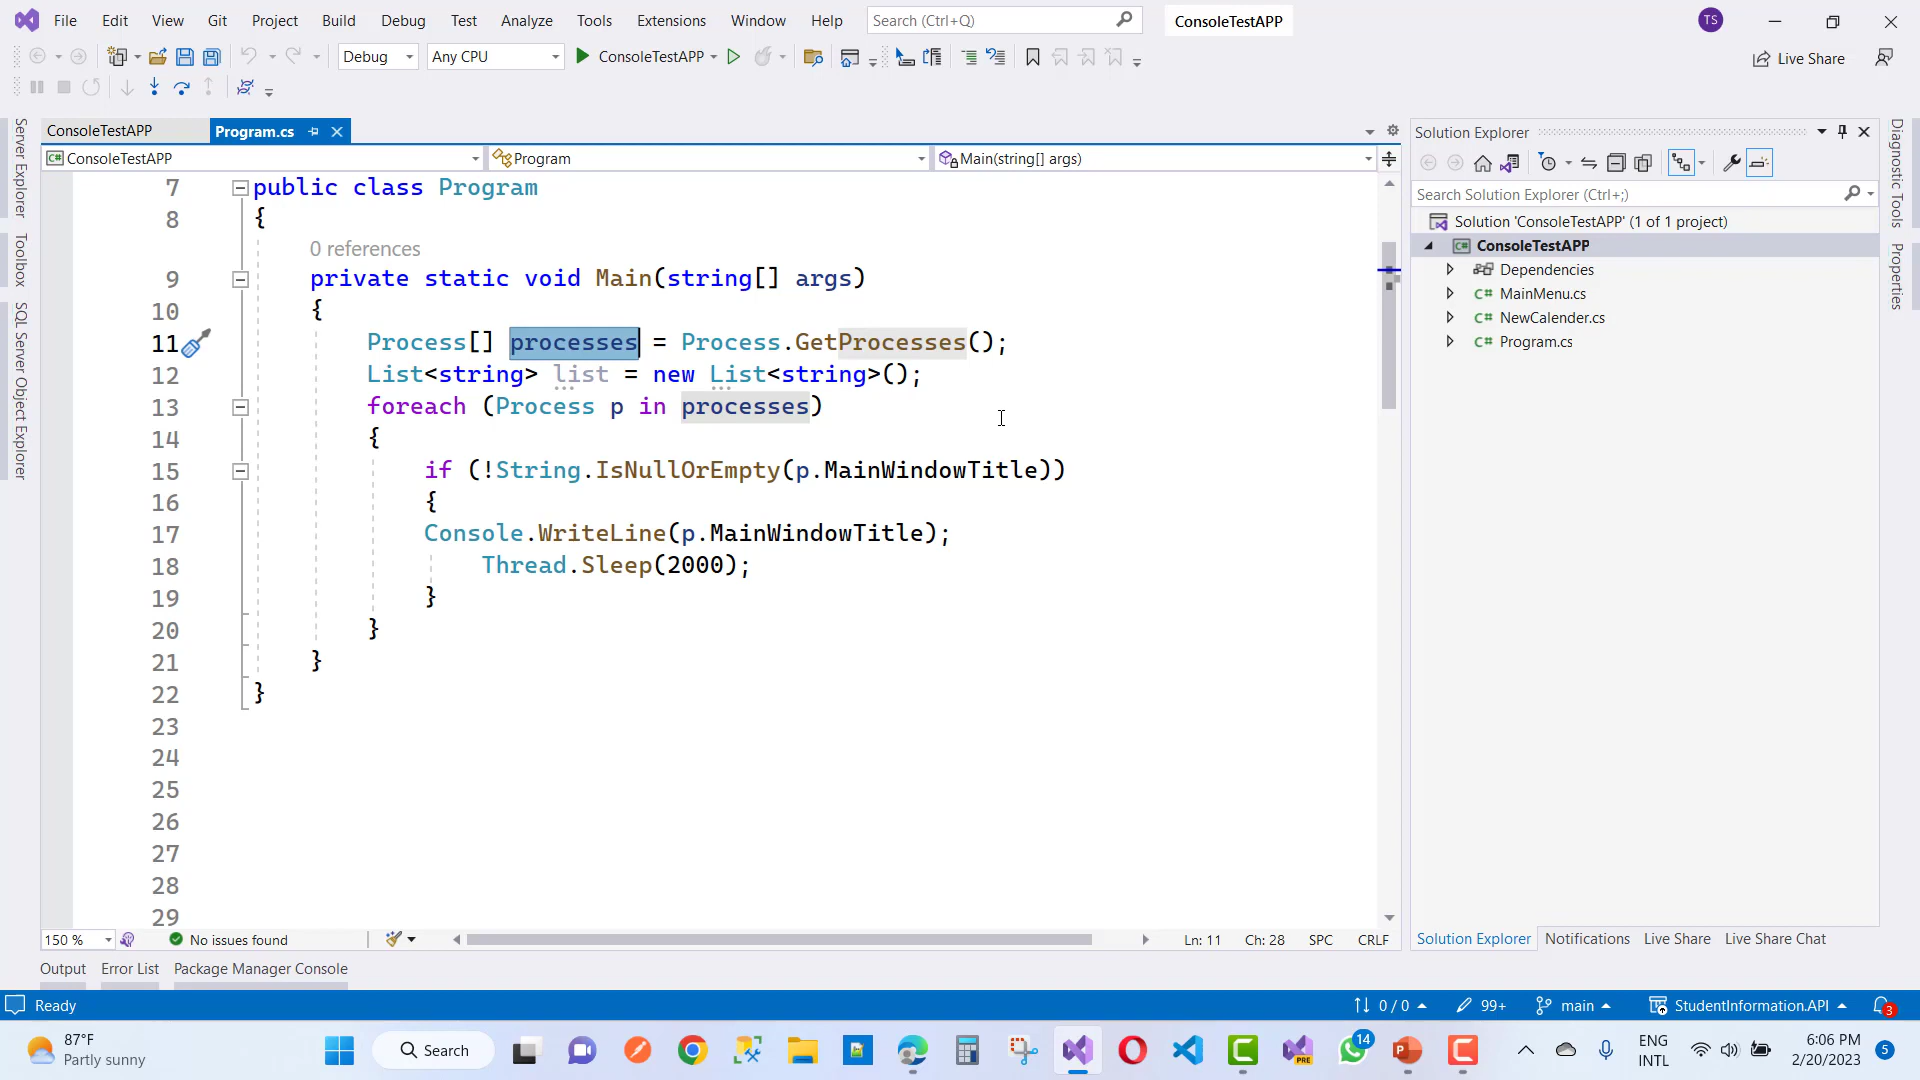 File Edit View Git Project Build Debug Test Analyze Tools Extensions Window Help Search (Ctrl+Q) ConsoleTestAPP TS
Debug Any CPU ConsoleTestAPP Live Share
ConsoleTestAPP Program.cs
ConsoleTestAPP Program Main(string[] args)
7 public class Program
8 {
0 references
9 private static void Main(string[] args)
10 {
11 Process[] processes = Process.GetProcesses();
12 List<string> list = new List<string>();
13 foreach (Process p in processes)
14 {
15 if (!String.IsNullOrEmpty(p.MainWindowTitle))
16 {
17 Console.WriteLine(p.MainWindowTitle);
18 Thread.Sleep(2000);
19 }
20 }
21 }
22 }
23
24
25
26
27
28
29
150 % No issues found Ln: 11 Ch: 28 SPC CRLF
Server Explorer
Toolbox
SQL Server Object Explorer
Solution Explorer
Search Solution Explorer (Ctrl+;)
Solution 'ConsoleTestAPP' (1 of 1 project)
C# ConsoleTestAPP
Dependencies
C# MainMenu.cs
C# NewCalender.cs
C# Program.cs
Solution Explorer Notifications Live Share Live Share Chat
Diagnostic Tools
Properties
Output Error List Package Manager Console
Ready 0 / 0 99+ main StudentInformation.API 3
87°F
Partly sunny
Search
PRE
14
ENG
INTL
6:06 PM
2/20/2023
5